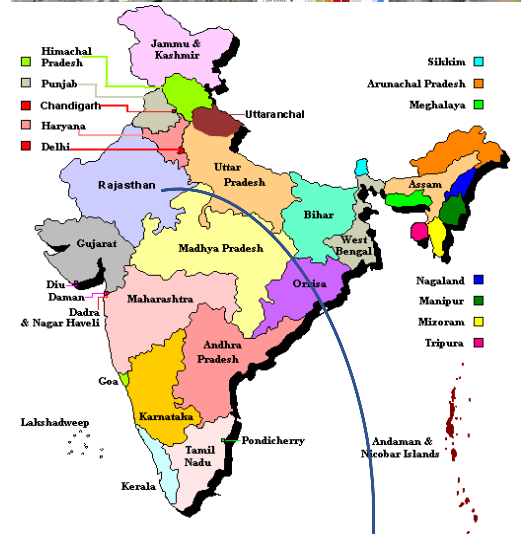 Jammu &
Kashmir
Himachal
Pradesh
Punjab
Chandigarh
Haryana
Delhi
Uttaranchal
Sikkim
Arunachal Pradesh
Meghalaya
Rajasthan
Uttar
Pradesh
Assam
Bihar
Gujarat
Madhya Pradesh
West
Bengal
Diu
Daman
Dadra
& Nagar Haveli
Maharashtra
Orrisa
Nagaland
Manipur
Mizoram
Tripura
Andhra
Pradesh
Goa
Karnataka
Lakshadweep
Pondicherry
Andaman &
Nicobar Islands
Tamil
Nadu
Kerala